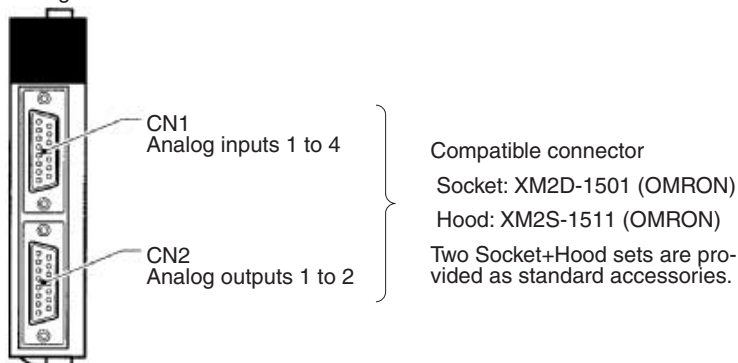 CN1
Analog inputs 1 to 4
CN2
Analog outputs 1 to 2
Compatible connector
Socket: XM2D-1501 (OMRON)
Hood: XM2S-1511 (OMRON)
Two Socket+Hood sets are pro-
vided as standard accessories.